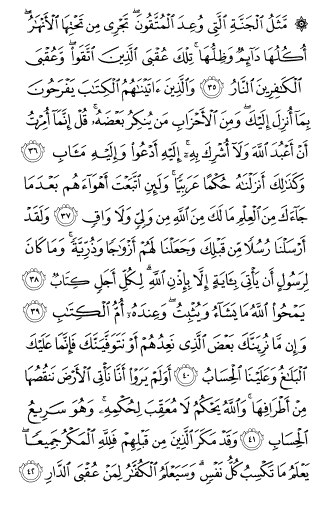 ۞ مَّثَلُ ٱلْجَنَّةِ ٱلَّتِى وُعِدَ ٱلْمُتَّقُونَ ۖ تَجْرِى مِن تَحْتِهَا ٱلْأَنْهَٰرُ ۖ
أُكُلُهَا دَآئِمٌ وَظِلُّهَا ۚ تِلْكَ عُقْبَى ٱلَّذِينَ ٱتَّقَوا۟ ۖ وَّعُقْبَى
ٱلْكَٰفِرِينَ ٱلنَّارُ ٣٥ وَٱلَّذِينَ ءَاتَيْنَٰهُمُ ٱلْكِتَٰبَ يَفْرَحُونَ
بِمَآ أُنزِلَ إِلَيْكَ ۖ وَمِنَ ٱلْأَحْزَابِ مَن يُنكِرُ بَعْضَهُۥ ۚ قُلْ إِنَّمَآ أُمِرْتُ
أَنْ أَعْبُدَ ٱللَّهَ وَلَآ أُشْرِكَ بِهِۦٓ ۚ إِلَيْهِ أَدْعُوا۟ وَإِلَيْهِ مَـَٔابِ ٣٦
وَكَذَٰلِكَ أَنزَلْنَٰهُ حُكْمًا عَرَبِيًّا ۚ وَلَئِنِ ٱتَّبَعْتَ أَهْوَآءَهُم بَعْدَمَا
جَآءَكَ مِنَ ٱلْعِلْمِ مَا لَكَ مِنَ ٱللَّهِ مِن وَلِىٍّ وَلَا وَاقٍ ٣٧ وَلَقَدْ
أَرْسَلْنَا رُسُلًا مِّن قَبْلِكَ وَجَعَلْنَا لَهُمْ أَزْوَٰجًا وَذُرِّيَّةً ۚ وَمَا كَانَ
لِرَسُولٍ أَن يَأْتِىَ بِـَٔايَةٍ إِلَّا بِإِذْنِ ٱللَّهِ ۗ لِكُلِّ أَجَلٍ كِتَابٌ ٣٨
يَمْحُوا۟ ٱللَّهُ مَا يَشَآءُ وَيُثْبِتُ ۖ وَعِندَهُۥٓ أُمُّ ٱلْكِتَٰبِ ٣٩
وَإِن مَّا نُرِيَنَّكَ بَعْضَ ٱلَّذِى نَعِدُهُمْ أَوْ نَتَوَفَّيَنَّكَ فَإِنَّمَا عَلَيْكَ
ٱلْبَلَٰغُ وَعَلَيْنَا ٱلْحِسَابُ ٤٠ أَوَلَمْ يَرَوْا۟ أَنَّا نَأْتِى ٱلْأَرْضَ نَنقُصُهَا
مِنْ أَطْرَافِهَا ۚ وَٱللَّهُ يَحْكُمُ لَا مُعَقِّبَ لِحُكْمِهِۦ ۚ وَهُوَ سَرِيعُ
ٱلْحِسَابِ ٤١ وَقَدْ مَكَرَ ٱلَّذِينَ مِن قَبْلِهِمْ فَلِلَّهِ ٱلْمَكْرُ جَمِيعًا ۖ
يَعْلَمُ مَا تَكْسِبُ كُلُّ نَفْسٍ ۗ وَسَيَعْلَمُ ٱلْكُفَّٰرُ لِمَنْ عُقْبَى ٱلدَّارِ ٤٢